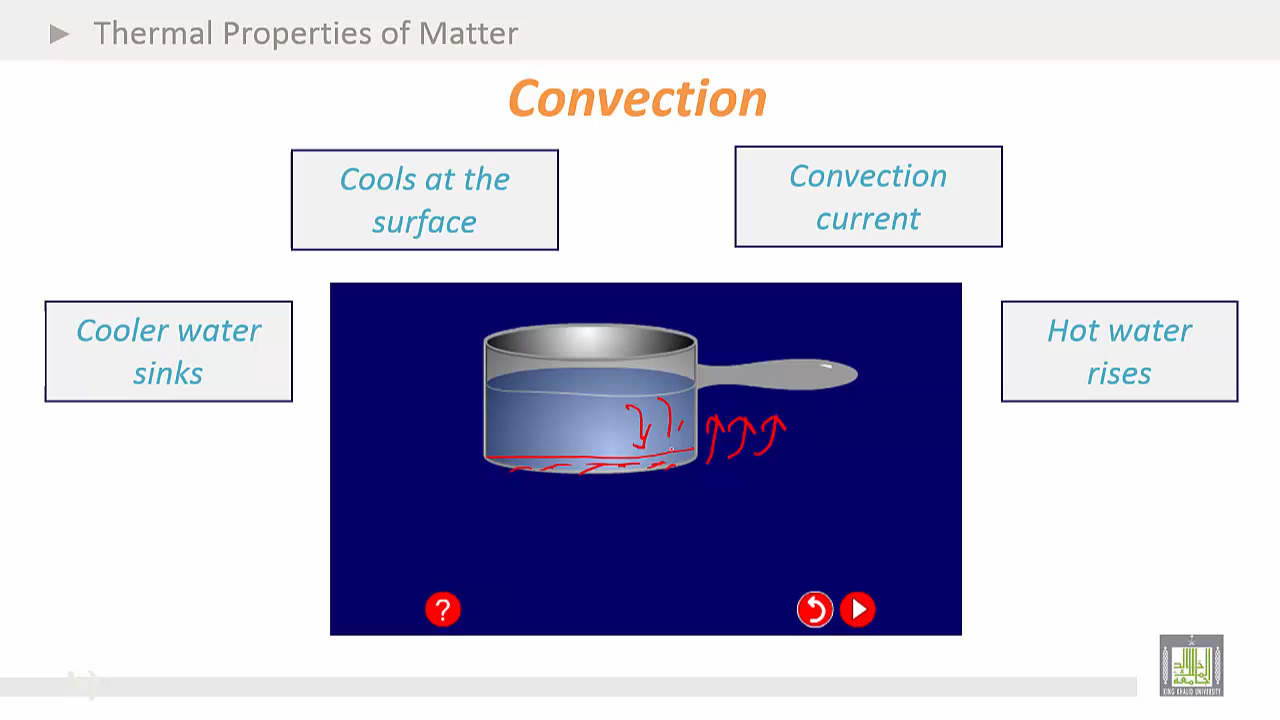 Thermal Properties of Matter
Convection
Cools at the
surface
Convection
current
Cooler water
sinks
Hot water
rises
?
KING KHALID UNIVERSITY